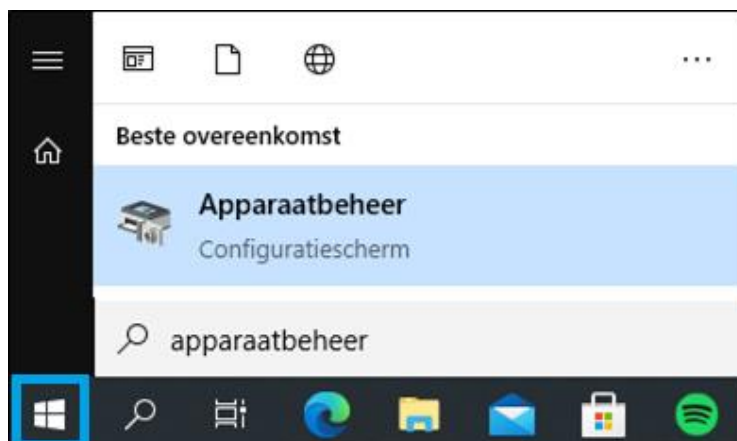 Beste overeenkomst
Apparaatbeheer
Configuratiescherm
apparaatbeheer